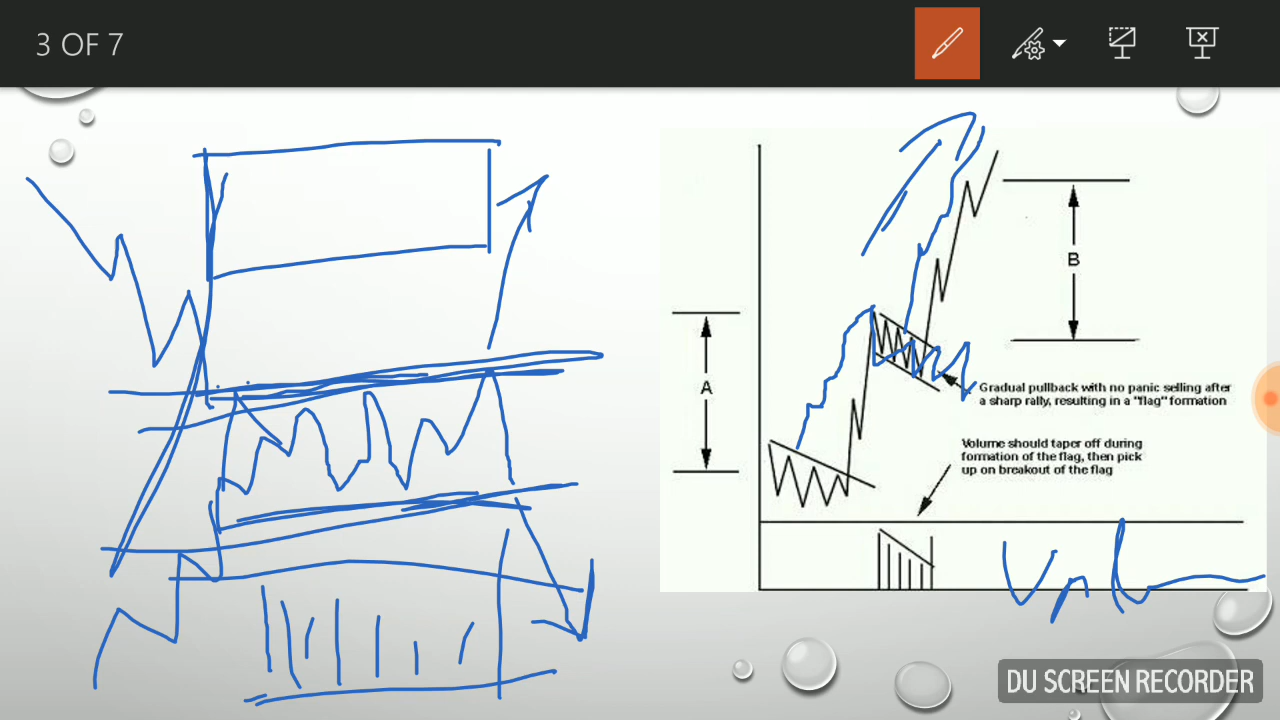 3 OF 7
B
A
Gradual pullback with no panic selling after
a sharp rally, resulting in a "flag" formation
Volume should taper off during
formation of the flag, then pick
up on breakout of the flag
DU SCREEN RECORDER